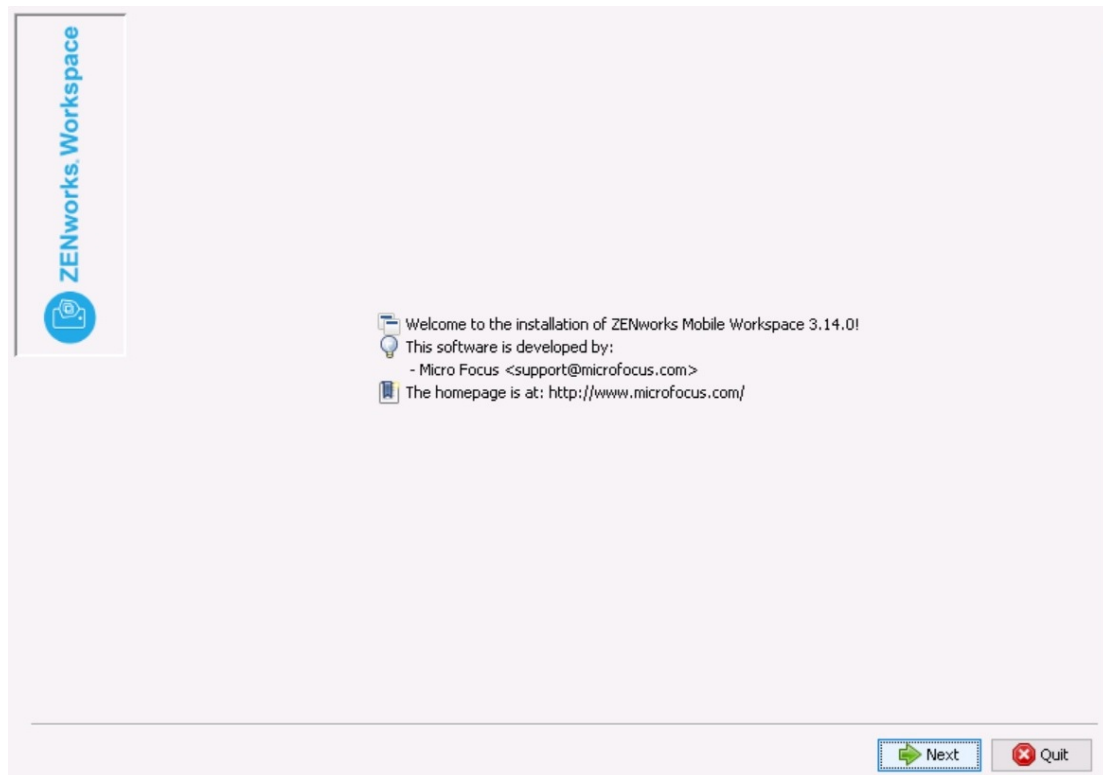 ZENworks. Workspace
Welcome to the installation of ZENworks Mobile Workspace 3.14.0!
This software is developed by:
- Micro Focus <support@microfocus.com>
The homepage is at: http://www.microfocus.com/
Next
Quit